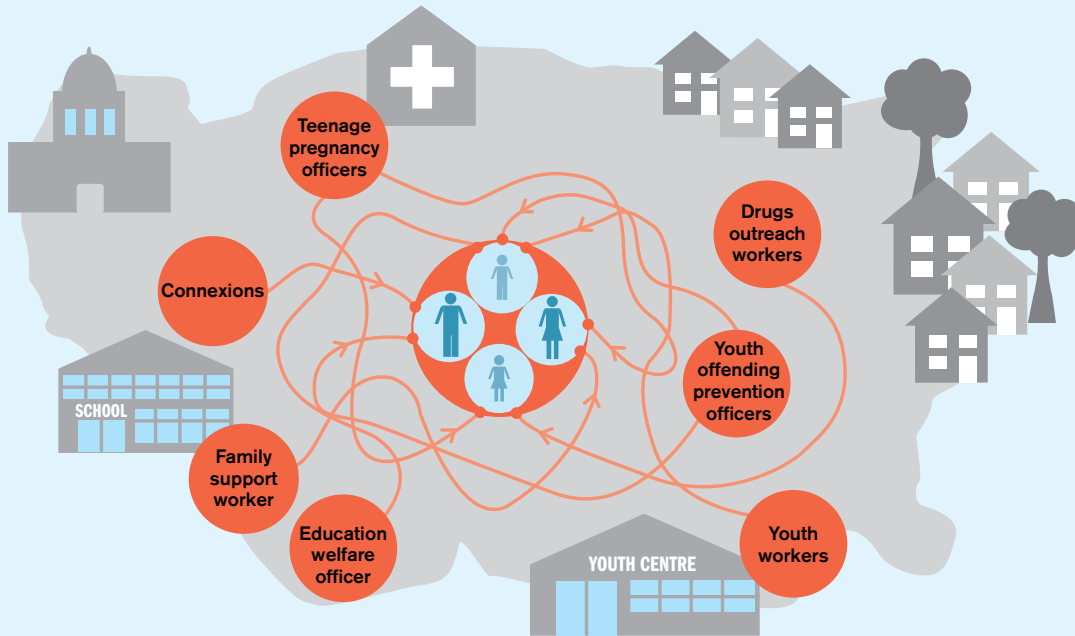 Teenage
pregnancy
officers
Drugs
outreach
workers
Connexions
Youth
offending
prevention
officers
SCHOOL
Family
support
worker
Education
welfare
officer
YOUTH CENTRE
Youth
workers